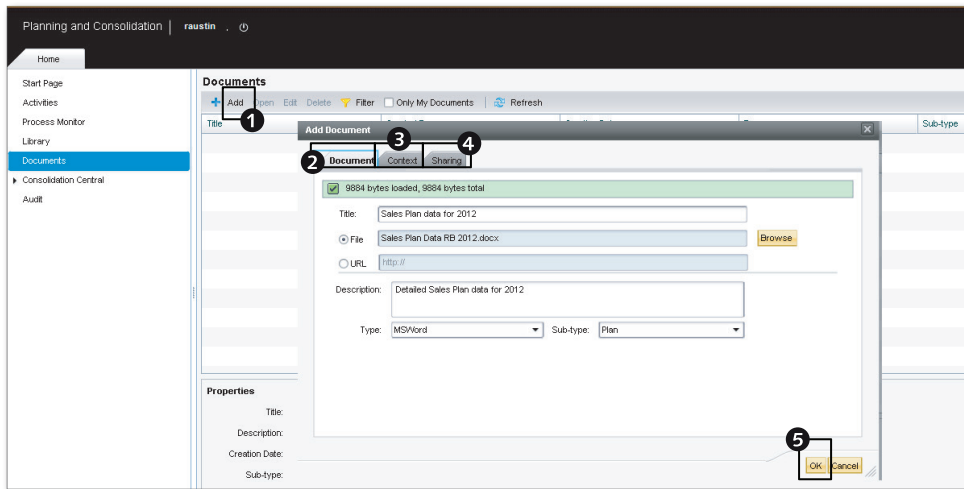 Planning and Consolidation | raustin .
Home
Start Page
Activities
Process Monitor
Library
Documents
Consolidation Central
Audit
Documents
Add Open Edit Delete Filter Only My Documents Refresh
1
Title Sub-type
Add Document
2 3 4
Document Context Sharing
9884 bytes loaded, 9884 bytes total
Title: Sales Plan data for 2012
File Sales Plan Data RB 2012.docx Browse
URL http://
Description: Detailed Sales Plan data for 2012
Type: MSWord Sub-type: Plan
5
OK Cancel
Properties
Title:
Description:
Creation Date:
Sub-type: